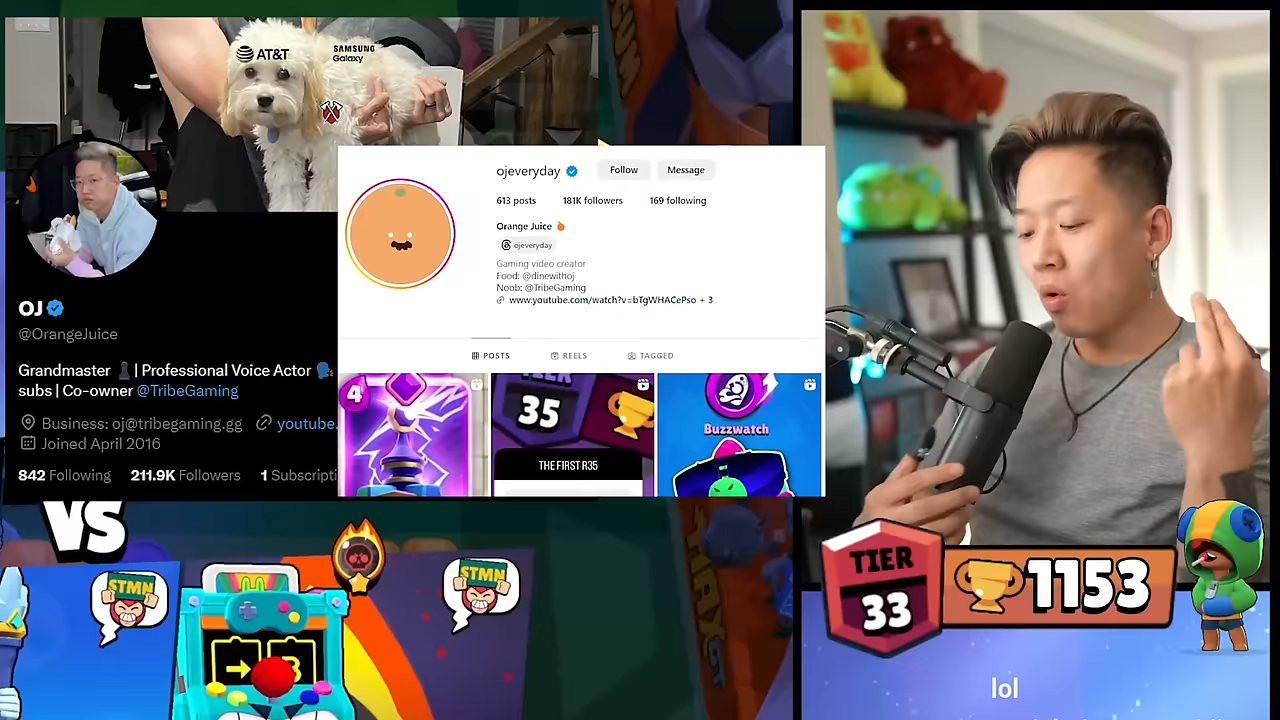 AT&T
SAMSUNG
Galaxy
OJ
@OrangeJuice
Grandmaster | Professional Voice Actor
subs | Co-owner @TribeGaming
Business: oj@tribegaming.gg youtube.
Joined April 2016
842 Following 211.9K Followers 1 Subscripti
ojeveryday Follow Message
613 posts 181K followers 169 following
Orange Juice
ojeveryday
Gaming video creator
Food: @dinewithoj
Noob: @TribeGaming
www.youtube.com/watch?v=bTgWHACePso + 3
POSTS REELS TAGGED
4
35
THE FIRST R35
Buzzwatch
VS
STMN
STMN
TIER
33
1153
lol